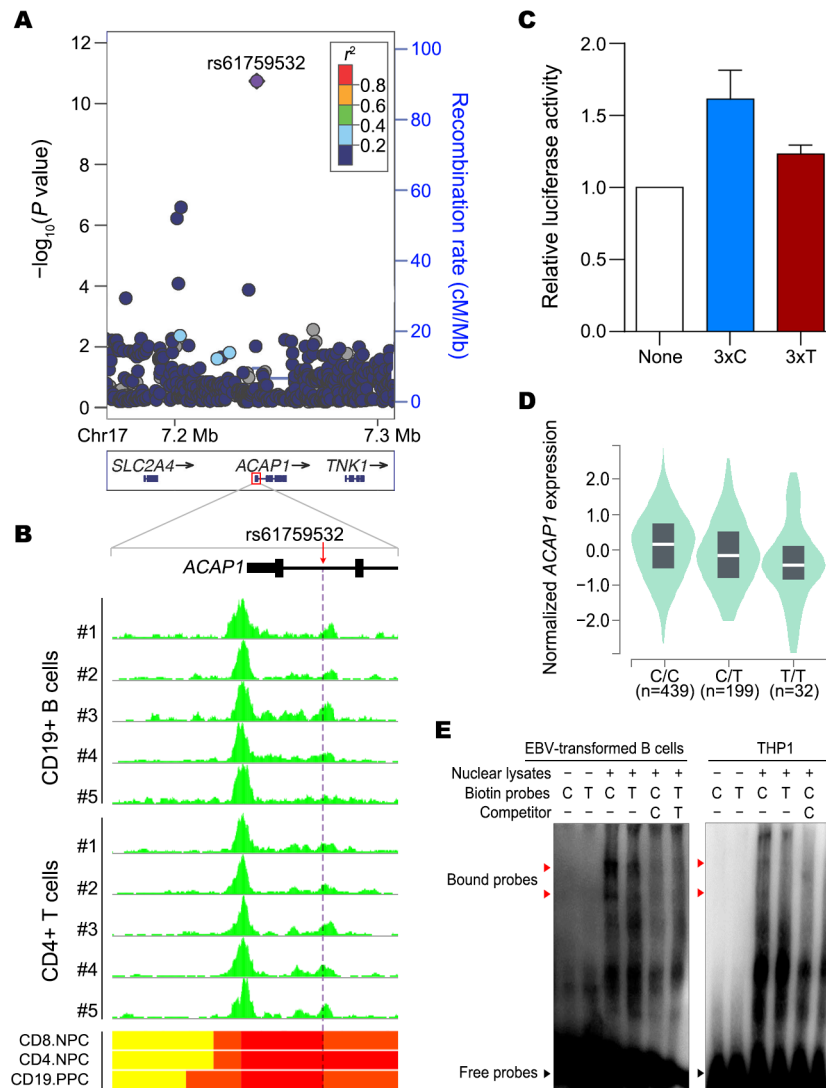 A
12
10
8
6
4
2
0
−log10(P value)
rs61759532
r²
0.8
0.6
0.4
0.2
100
80
60
40
20
0
Recombination rate (cM/Mb)
Chr17 7.2 Mb 7.3 Mb
SLC2A4→ ACAP1→ TNK1→
B
rs61759532
ACAP1
CD19+ B cells
#1
#2
#3
#4
#5
CD4+ T cells
#1
#2
#3
#4
#5
CD8.NPC
CD4.NPC
CD19.PPC
C
Relative luciferase activity
2.0
1.5
1.0
0.5
0.0
None 3xC 3xT
D
Normalized ACAP1 expression
2.0
1.0
0.0
−1.0
−2.0
C/C C/T T/T
(n=439) (n=199) (n=32)
E
EBV-transformed B cells THP1
Nuclear lysates − − + + + + − − + + +
Biotin probes C T C T C T C T C T C
Competitor − − − − C T − − − − C
Bound probes
Free probes